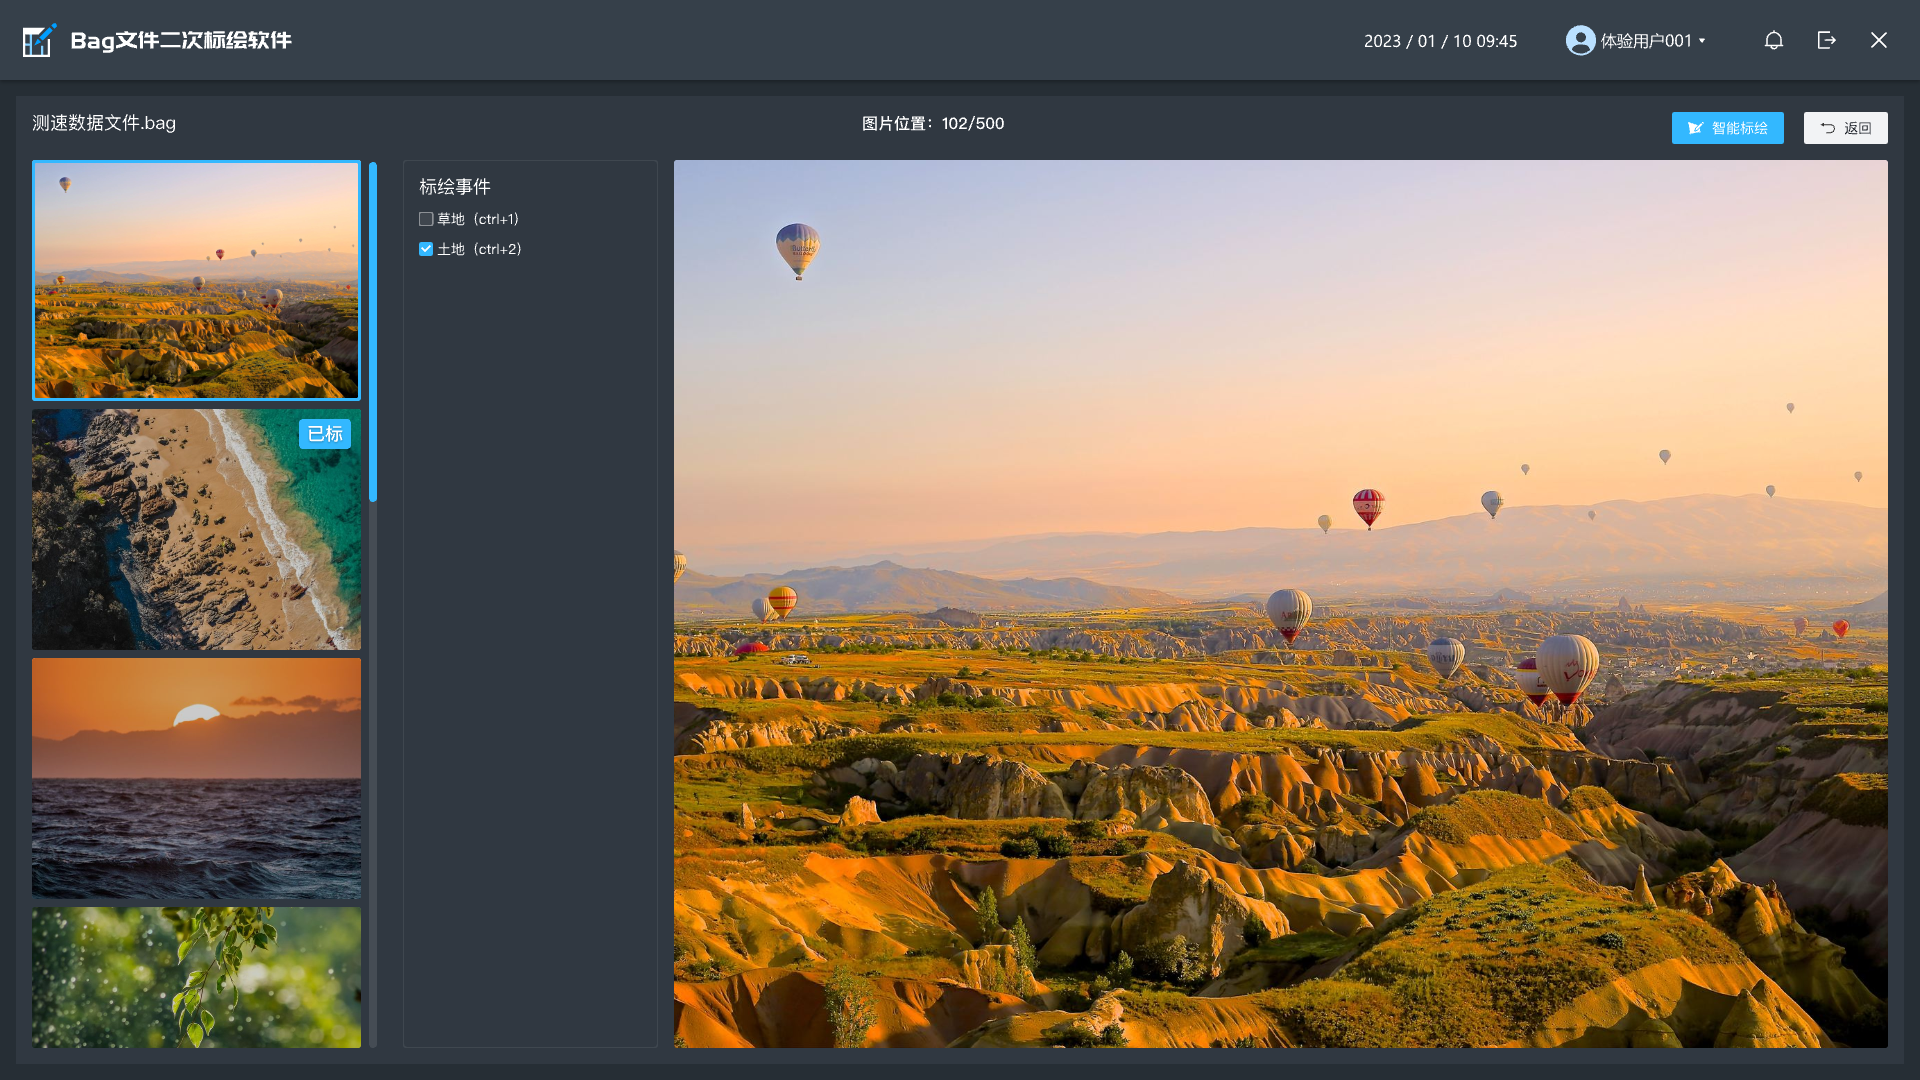 Bag文件二次标绘软件
2023 / 01 / 10 09:45
体验用户001
测速数据文件.bag
图片位置：102/500
智能标绘
返回
已标
标绘事件
草地（ctrl+1）
土地（ctrl+2）